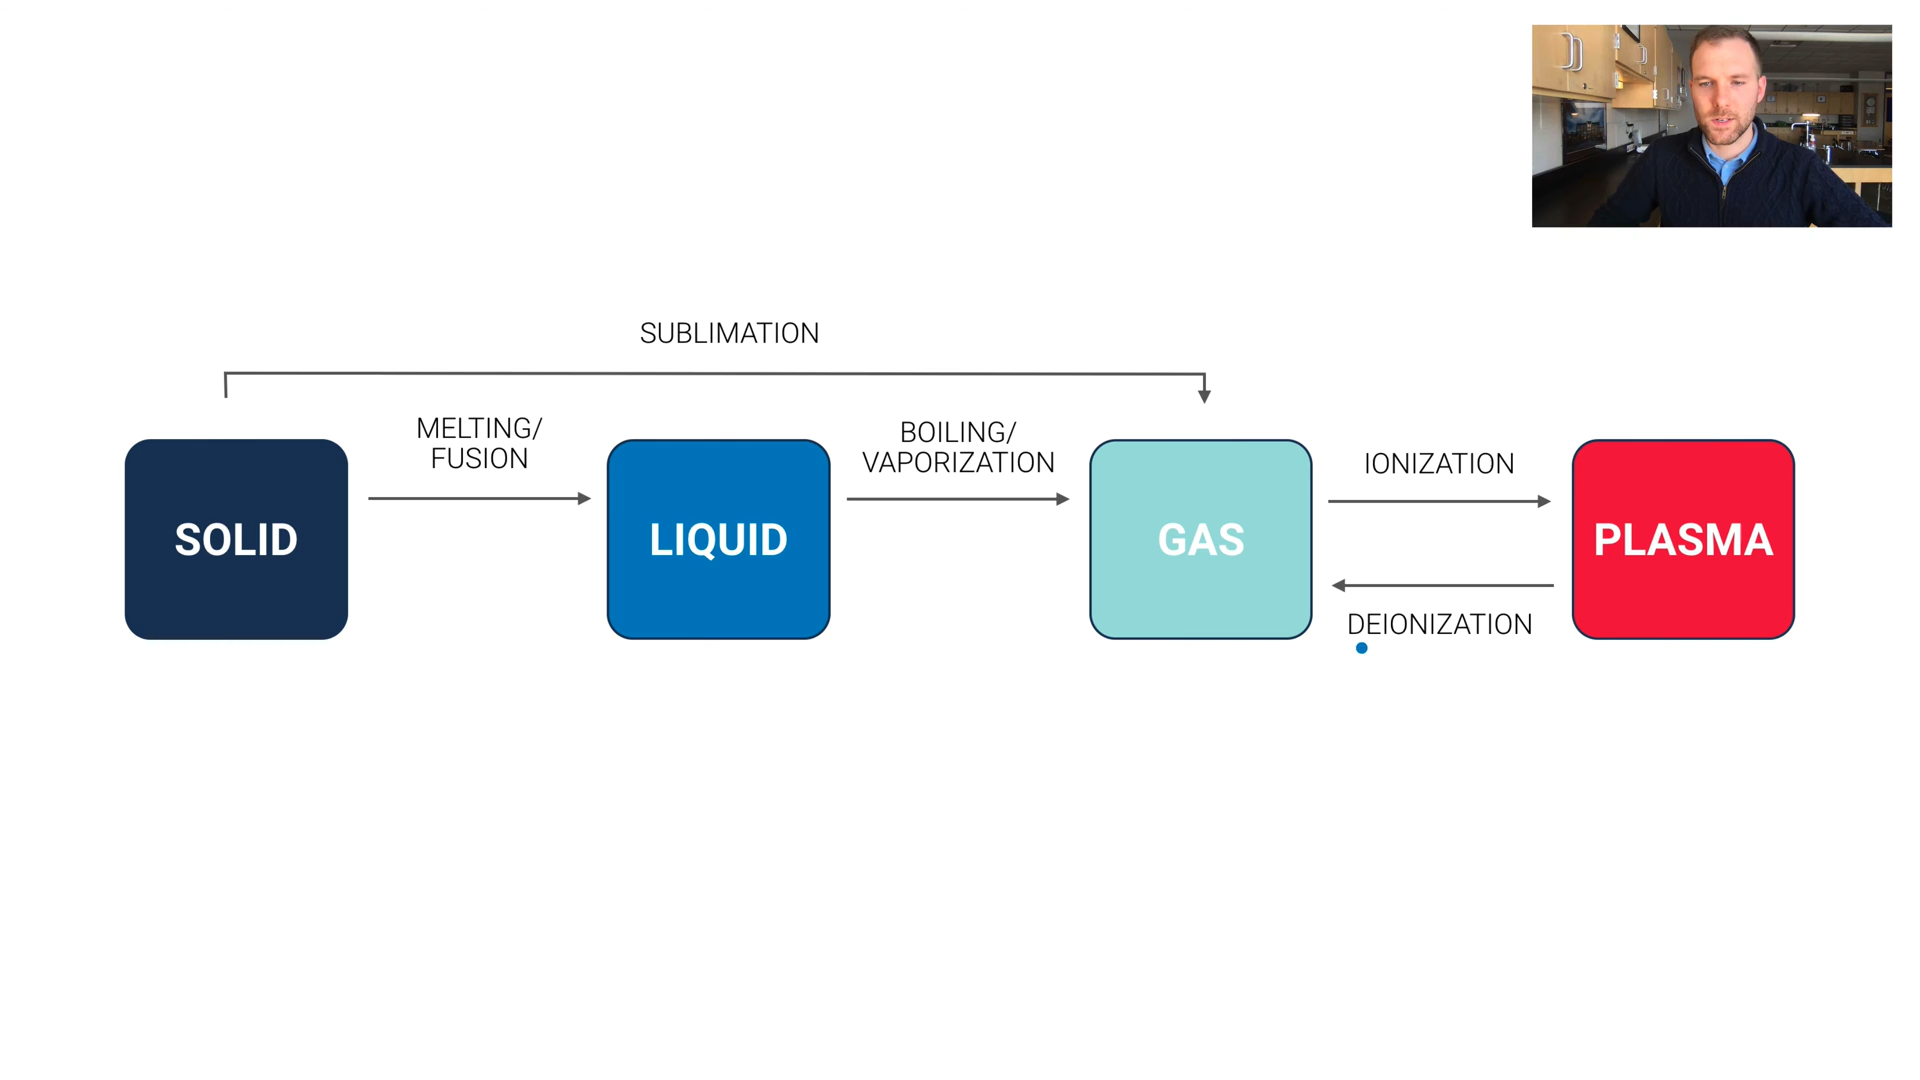 SUBLIMATION
MELTING/
FUSION
BOILING/
VAPORIZATION
IONIZATION
SOLID
LIQUID
GAS
PLASMA
DEIONIZATION